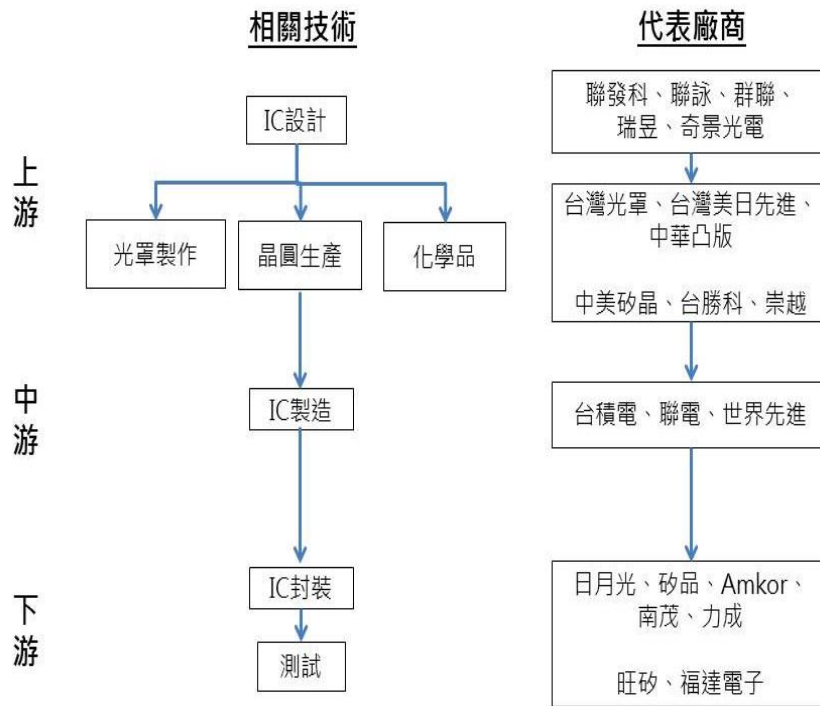 相關技術
代表廠商
上游
IC設計
光罩製作
晶圓生產
化學品
聯發科、聯詠、群聯、
瑞昱、奇景光電
台灣光罩、台灣美日先進、
中華凸版
中美矽晶、台勝科、崇越
中游
IC製造
台積電、聯電、世界先進
下游
IC封裝
測試
日月光、矽品、Amkor、
南茂、力成
旺矽、福達電子